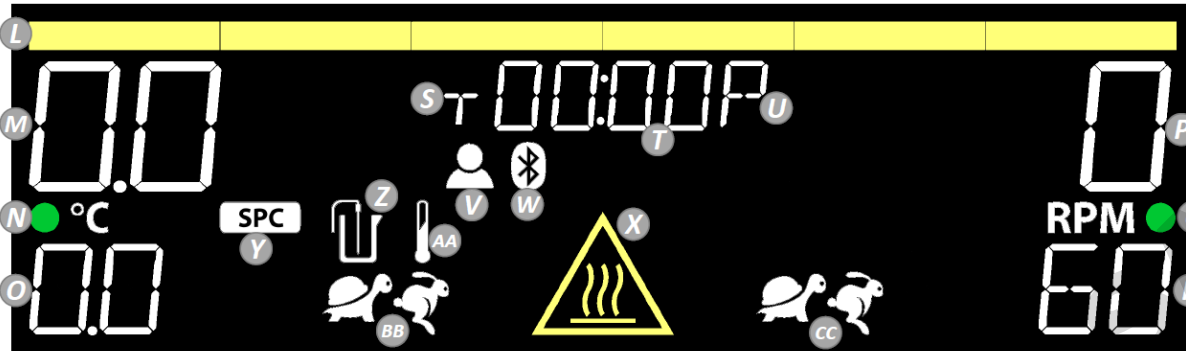 L
0.0 S T 00:00P U 0
M T P
V W
N °C SPC Z AA X RPM
Y
0.0 BB CC 60
O